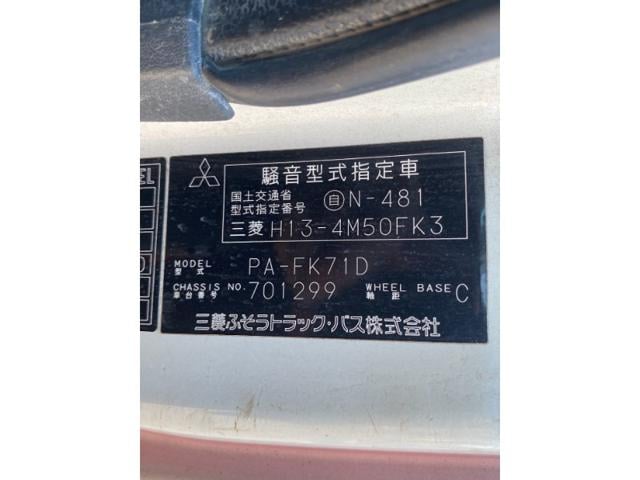 EL
騒音型式指定車
国土交通省
型式指定番号 自N-481
三菱 H13-4M50FK3
MODEL
型式 PA-FK71D
CHASSIS NO.
車台番号 701299 WHEEL BASE
軸距 C
三菱ふそうトラック・バス株式会社